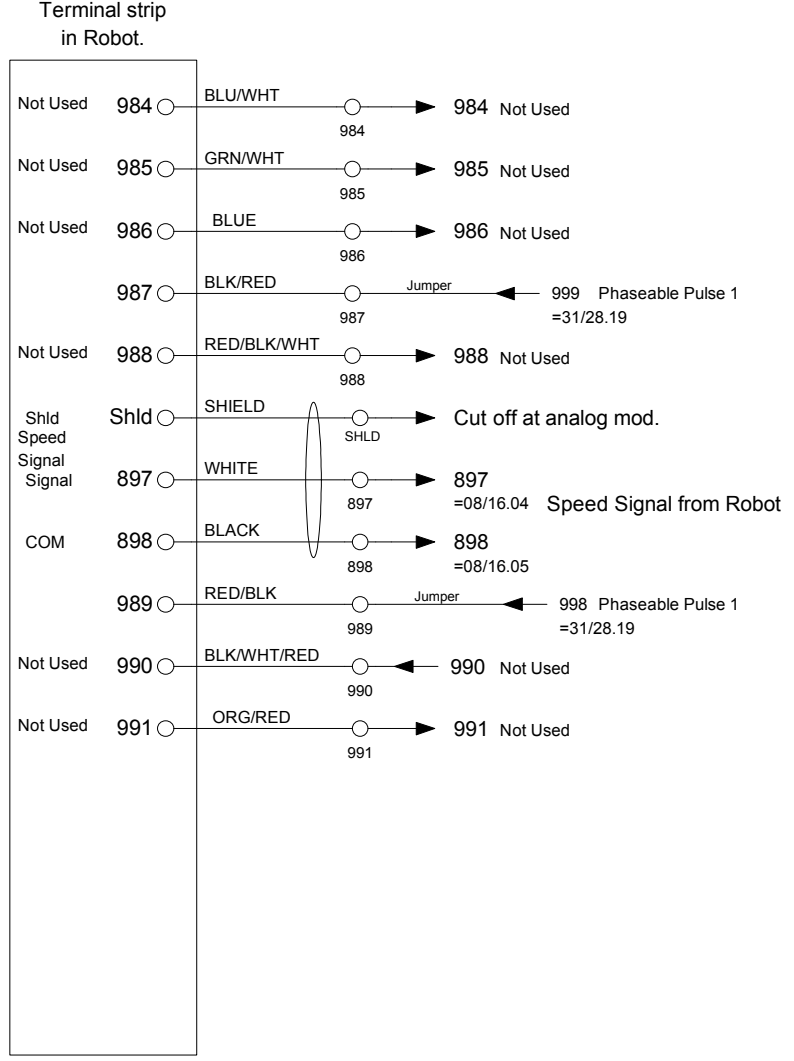 Terminal strip
in Robot.
Not Used 984 BLU/WHT 984 Not Used
984
Not Used 985 GRN/WHT 985 Not Used
985
Not Used 986 BLUE 986 Not Used
986
987 BLK/RED Jumper 999 Phaseable Pulse 1
987 =31/28.19
Not Used 988 RED/BLK/WHT 988 Not Used
988
Shld Shld SHIELD Cut off at analog mod.
Speed SHLD
Signal
Signal 897 WHITE 897
897 =08/16.04 Speed Signal from Robot
COM 898 BLACK 898
898 =08/16.05
989 RED/BLK Jumper 998 Phaseable Pulse 1
989 =31/28.19
Not Used 990 BLK/WHT/RED 990 Not Used
990
Not Used 991 ORG/RED 991 Not Used
991